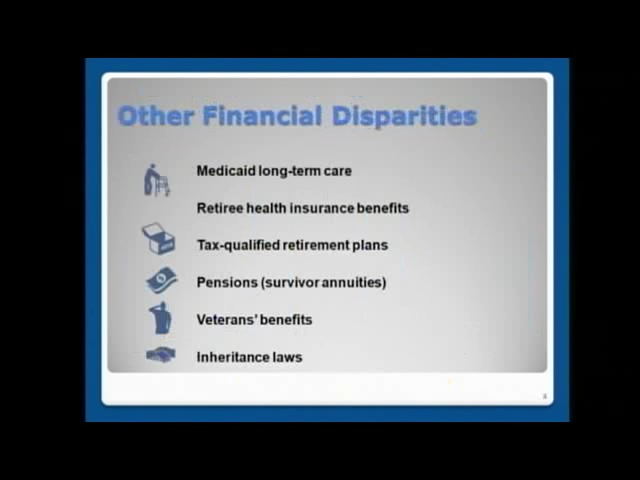 Other Financial Disparities
Medicaid long-term care
Retiree health insurance benefits
Tax-qualified retirement plans
Pensions (survivor annuities)
Veterans' benefits
Inheritance laws